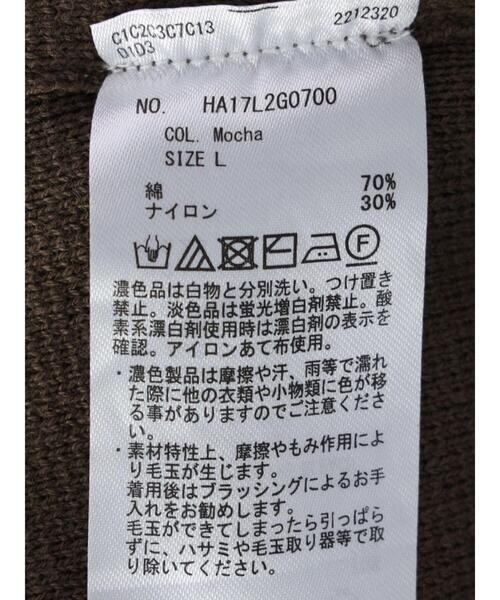 C1C2C3C7C13 2212320
D1D3
NO. HA17L2G0700
COL. Mocha
SIZE L
綿 70%
ナイロン 30%
F
濃色品は白物と分別洗い。つけ置き
禁止。淡色品は蛍光増白剤禁止。酸
素系漂白剤使用時は漂白剤の表示を
確認。アイロンあて布使用。
・濃色製品は摩擦や汗、雨等で濡れ
た際に他の衣類や小物類に色が移
る事がありますのでご注意くださ
い。
・素材特性上、摩擦やもみ作用によ
り毛玉が生じます。
着用後はブラッシングによるお手
入れをお勧めします。
毛玉ができてしまったら引っぱら
ずに、ハサミや毛玉取り器等で取
り除いてください。